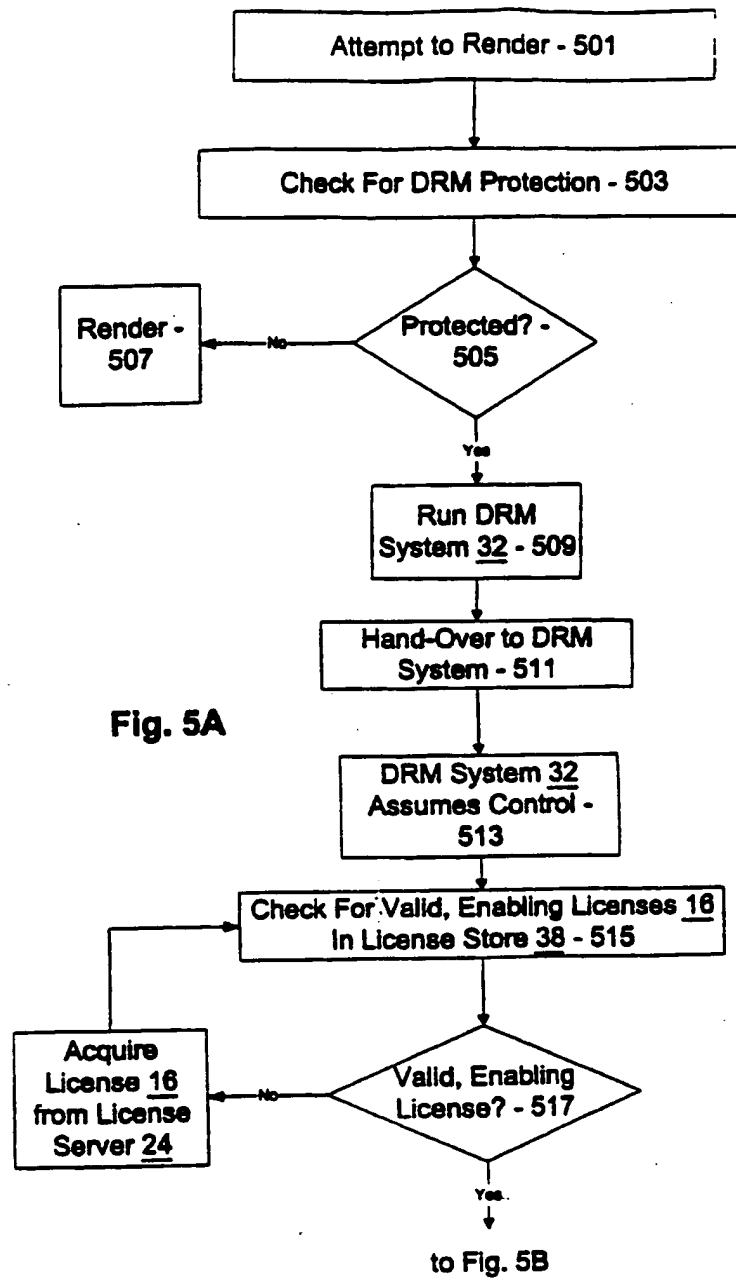 Attempt to Render - 501
Check For DRM Protection - 503
Protected? -
505
No
Render -
507
Yes
Run DRM
System 32 - 509
Hand-Over to DRM
System - 511
Fig. 5A
DRM System 32
Assumes Control -
513
Check For Valid, Enabling Licenses 16
In License Store 38 - 515
Valid, Enabling
License? - 517
No
Acquire
License 16
from License
Server 24
Yes
to Fig. 5B